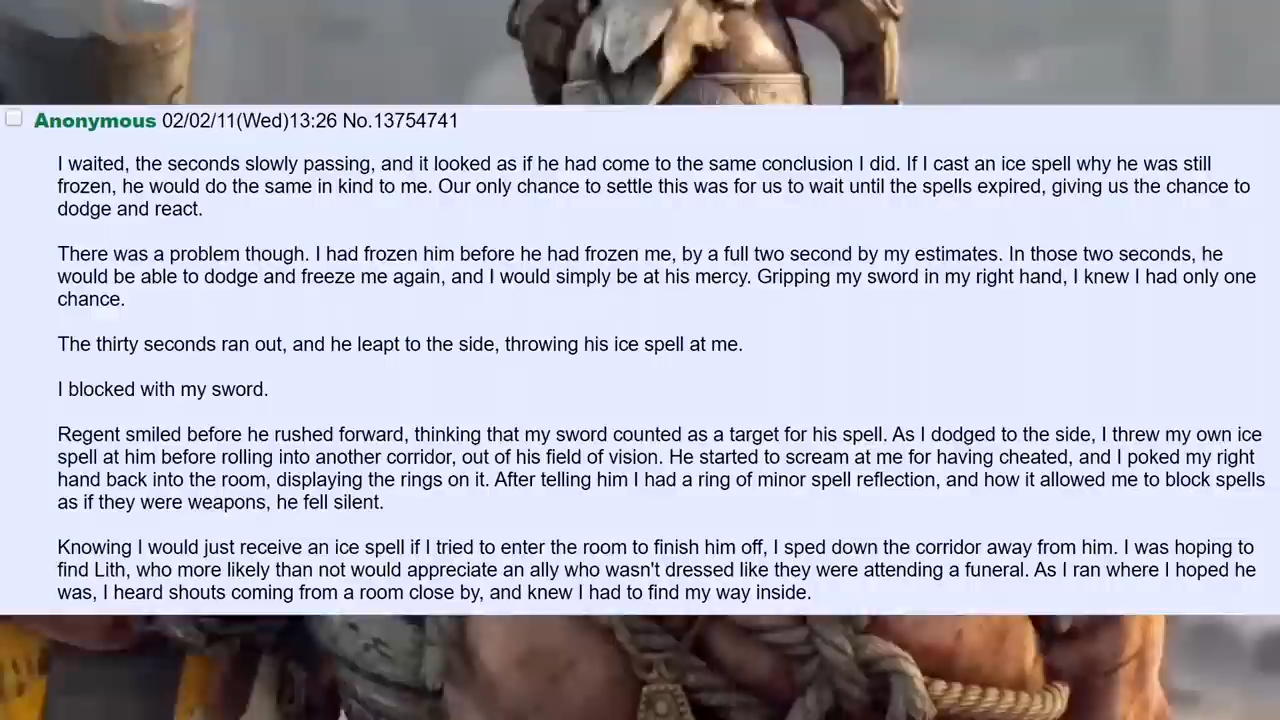 Anonymous 02/02/11(Wed)13:26 No.13754741
I waited, the seconds slowly passing, and it looked as if he had come to the same conclusion I did. If I cast an ice spell why he was still
frozen, he would do the same in kind to me. Our only chance to settle this was for us to wait until the spells expired, giving us the chance to
dodge and react.
There was a problem though. I had frozen him before he had frozen me, by a full two second by my estimates. In those two seconds, he
would be able to dodge and freeze me again, and I would simply be at his mercy. Gripping my sword in my right hand, I knew I had only one
chance.
The thirty seconds ran out, and he leapt to the side, throwing his ice spell at me.
I blocked with my sword.
Regent smiled before he rushed forward, thinking that my sword counted as a target for his spell. As I dodged to the side, I threw my own ice
spell at him before rolling into another corridor, out of his field of vision. He started to scream at me for having cheated, and I poked my right
hand back into the room, displaying the rings on it. After telling him I had a ring of minor spell reflection, and how it allowed me to block spells
as if they were weapons, he fell silent.
Knowing I would just receive an ice spell if I tried to enter the room to finish him off, I sped down the corridor away from him. I was hoping to
find Lith, who more likely than not would appreciate an ally who wasn't dressed like they were attending a funeral. As I ran where I hoped he
was, I heard shouts coming from a room close by, and knew I had to find my way inside.